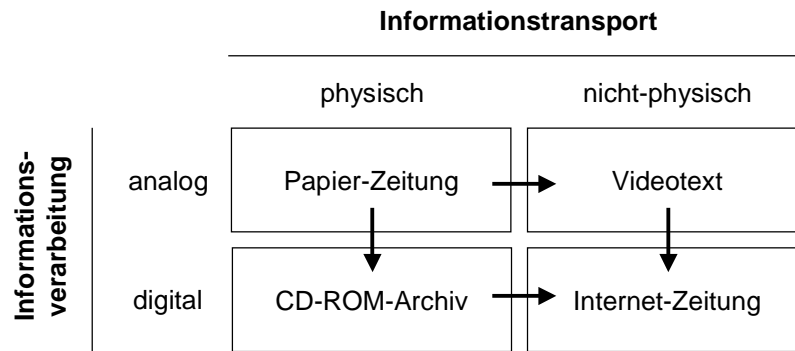 Informationstransport
physisch nicht-physisch
Informations-
verarbeitung
analog Papier-Zeitung Videotext
digital CD-ROM-Archiv Internet-Zeitung